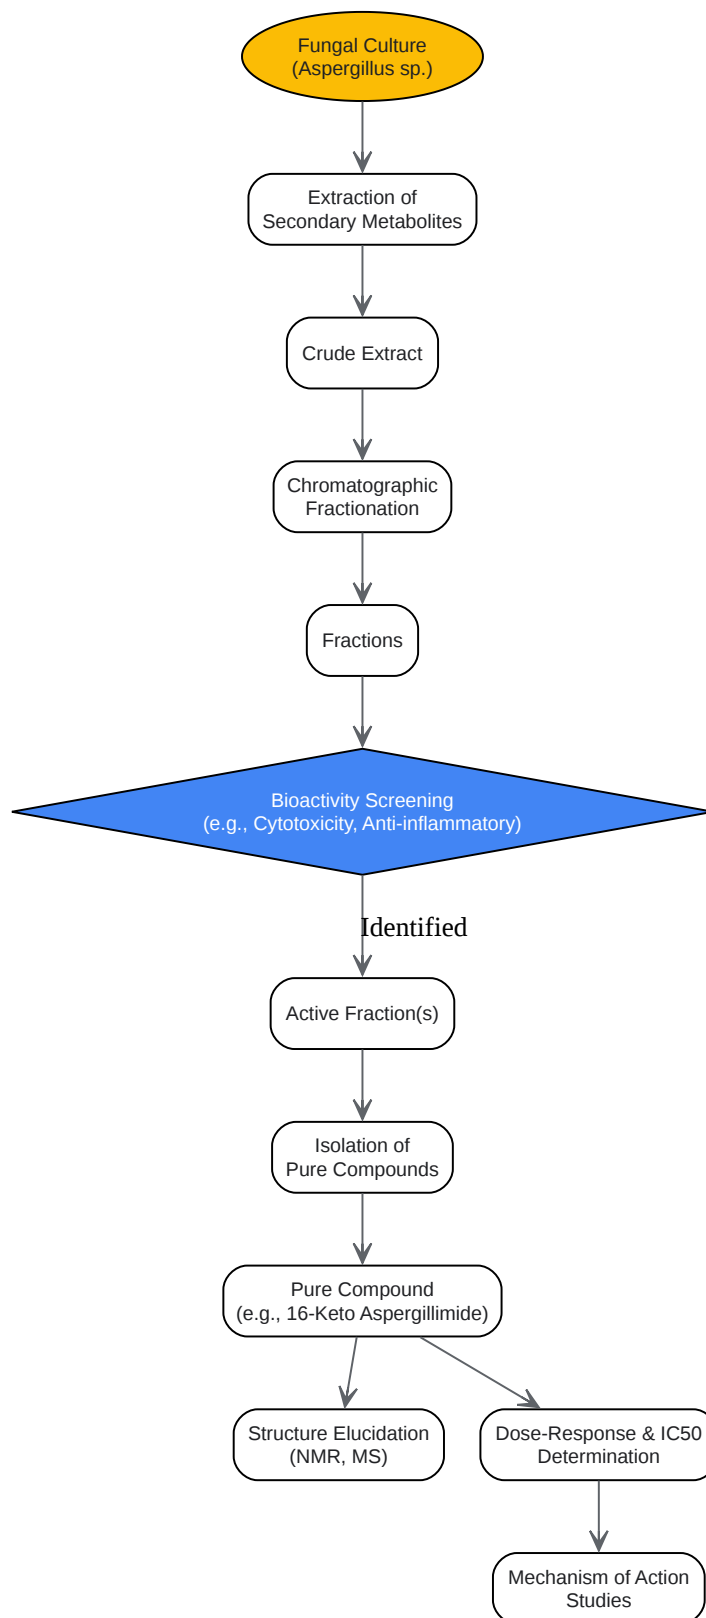 Fungal Culture
(Aspergillus sp.)
Extraction of
Secondary Metabolites
Crude Extract
Chromatographic
Fractionation
Fractions
Bioactivity Screening
(e.g., Cytotoxicity, Anti-inflammatory)
Identified
Active Fraction(s)
Isolation of
Pure Compounds
Pure Compound
(e.g., 16-Keto Aspergillimide)
Structure Elucidation
(NMR, MS)
Dose-Response & IC50
Determination
Mechanism of Action
Studies